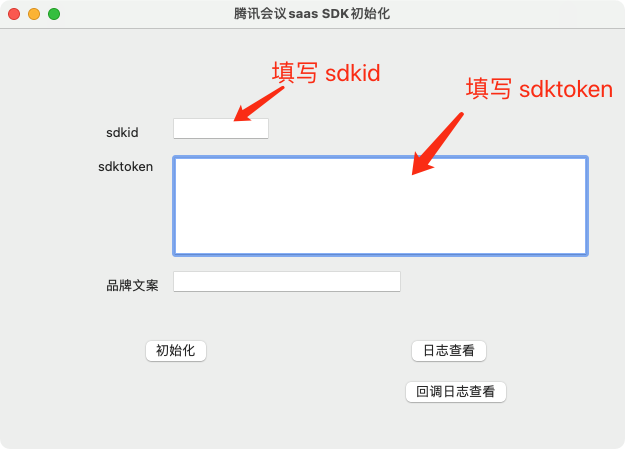 腾讯会议saas SDK初始化
填写 sdkid
填写 sdktoken
sdkid
sdktoken
品牌文案
初始化
日志查看
回调日志查看